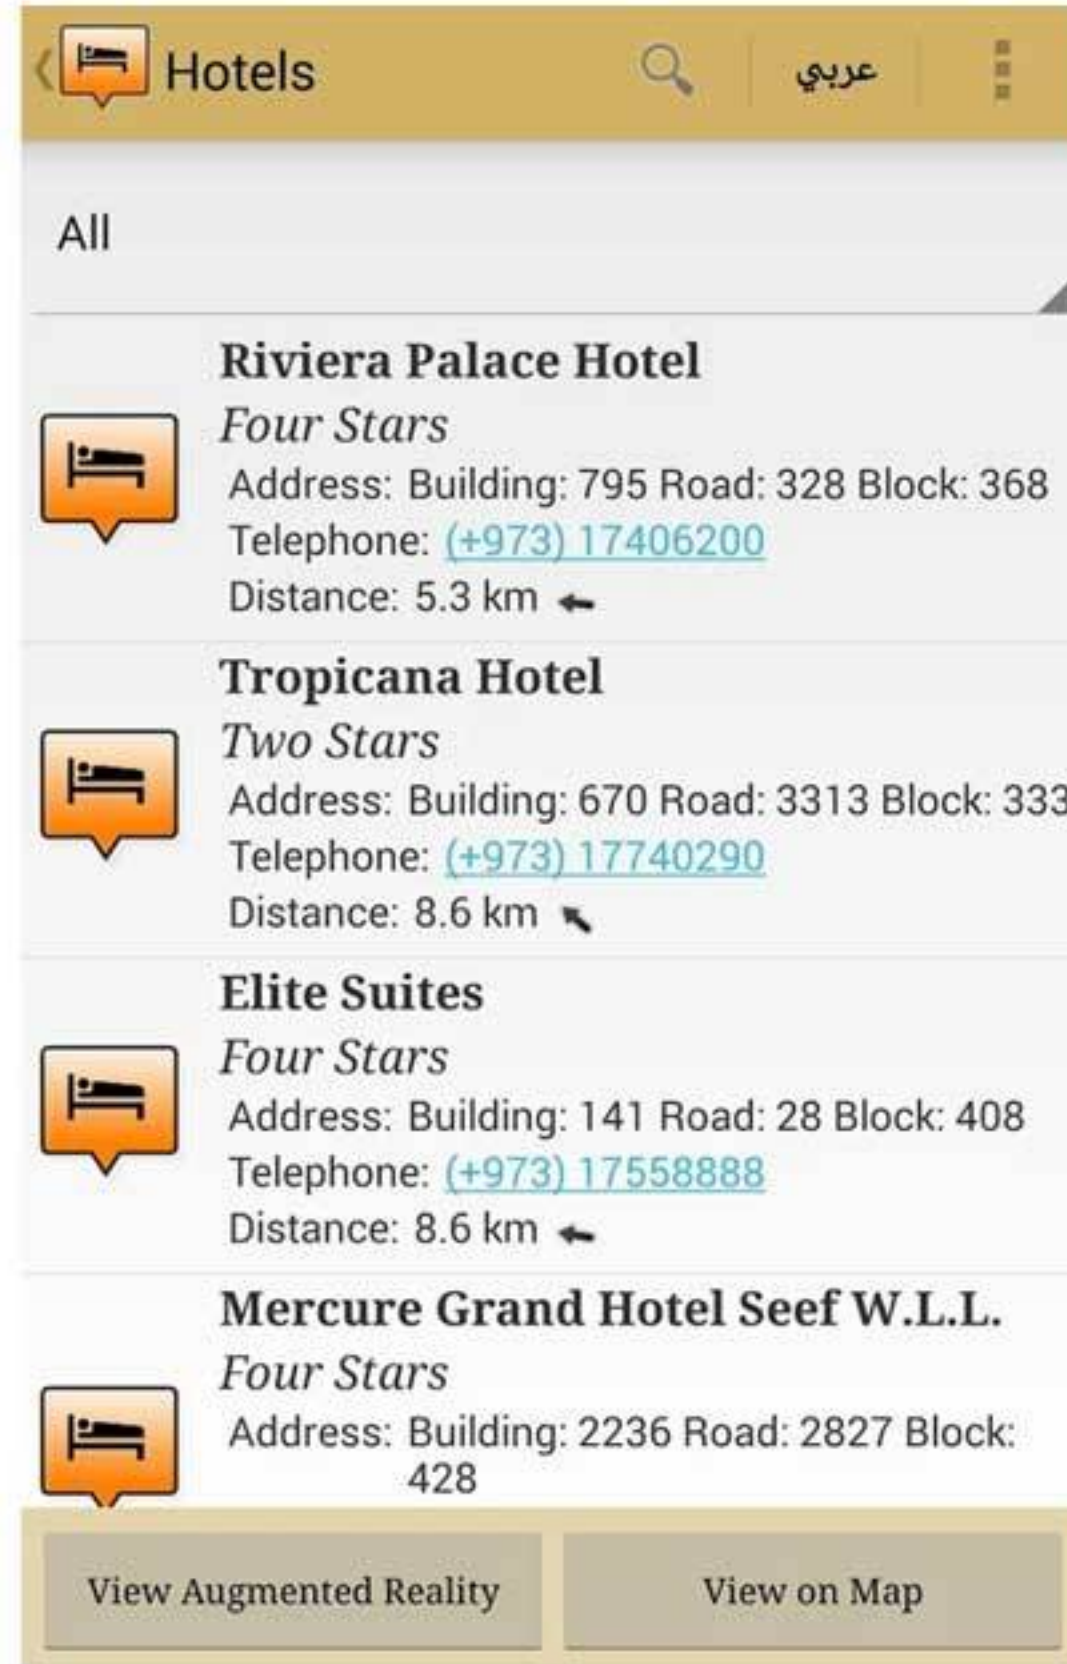 Hotels عربي
All
Riviera Palace Hotel
Four Stars
Address: Building: 795 Road: 328 Block: 368
Telephone: (+973) 17406200
Distance: 5.3 km
Tropicana Hotel
Two Stars
Address: Building: 670 Road: 3313 Block: 333
Telephone: (+973) 17740290
Distance: 8.6 km
Elite Suites
Four Stars
Address: Building: 141 Road: 28 Block: 408
Telephone: (+973) 17558888
Distance: 8.6 km
Mercure Grand Hotel Seef W.L.L.
Four Stars
Address: Building: 2236 Road: 2827 Block:
428
View Augmented Reality View on Map